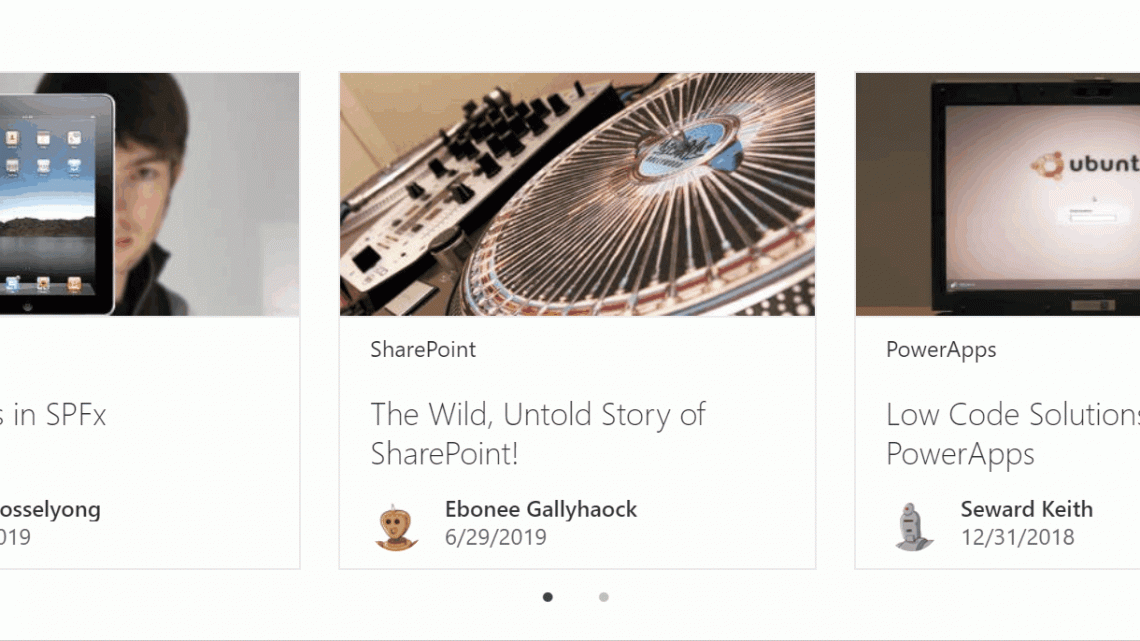 s in SPFx
osselyong
019
SharePoint
The Wild, Untold Story of
SharePoint!
Ebonee Gallyhaock
6/29/2019
ubunt
PowerApps
Low Code Solutions
PowerApps
Seward Keith
12/31/2018